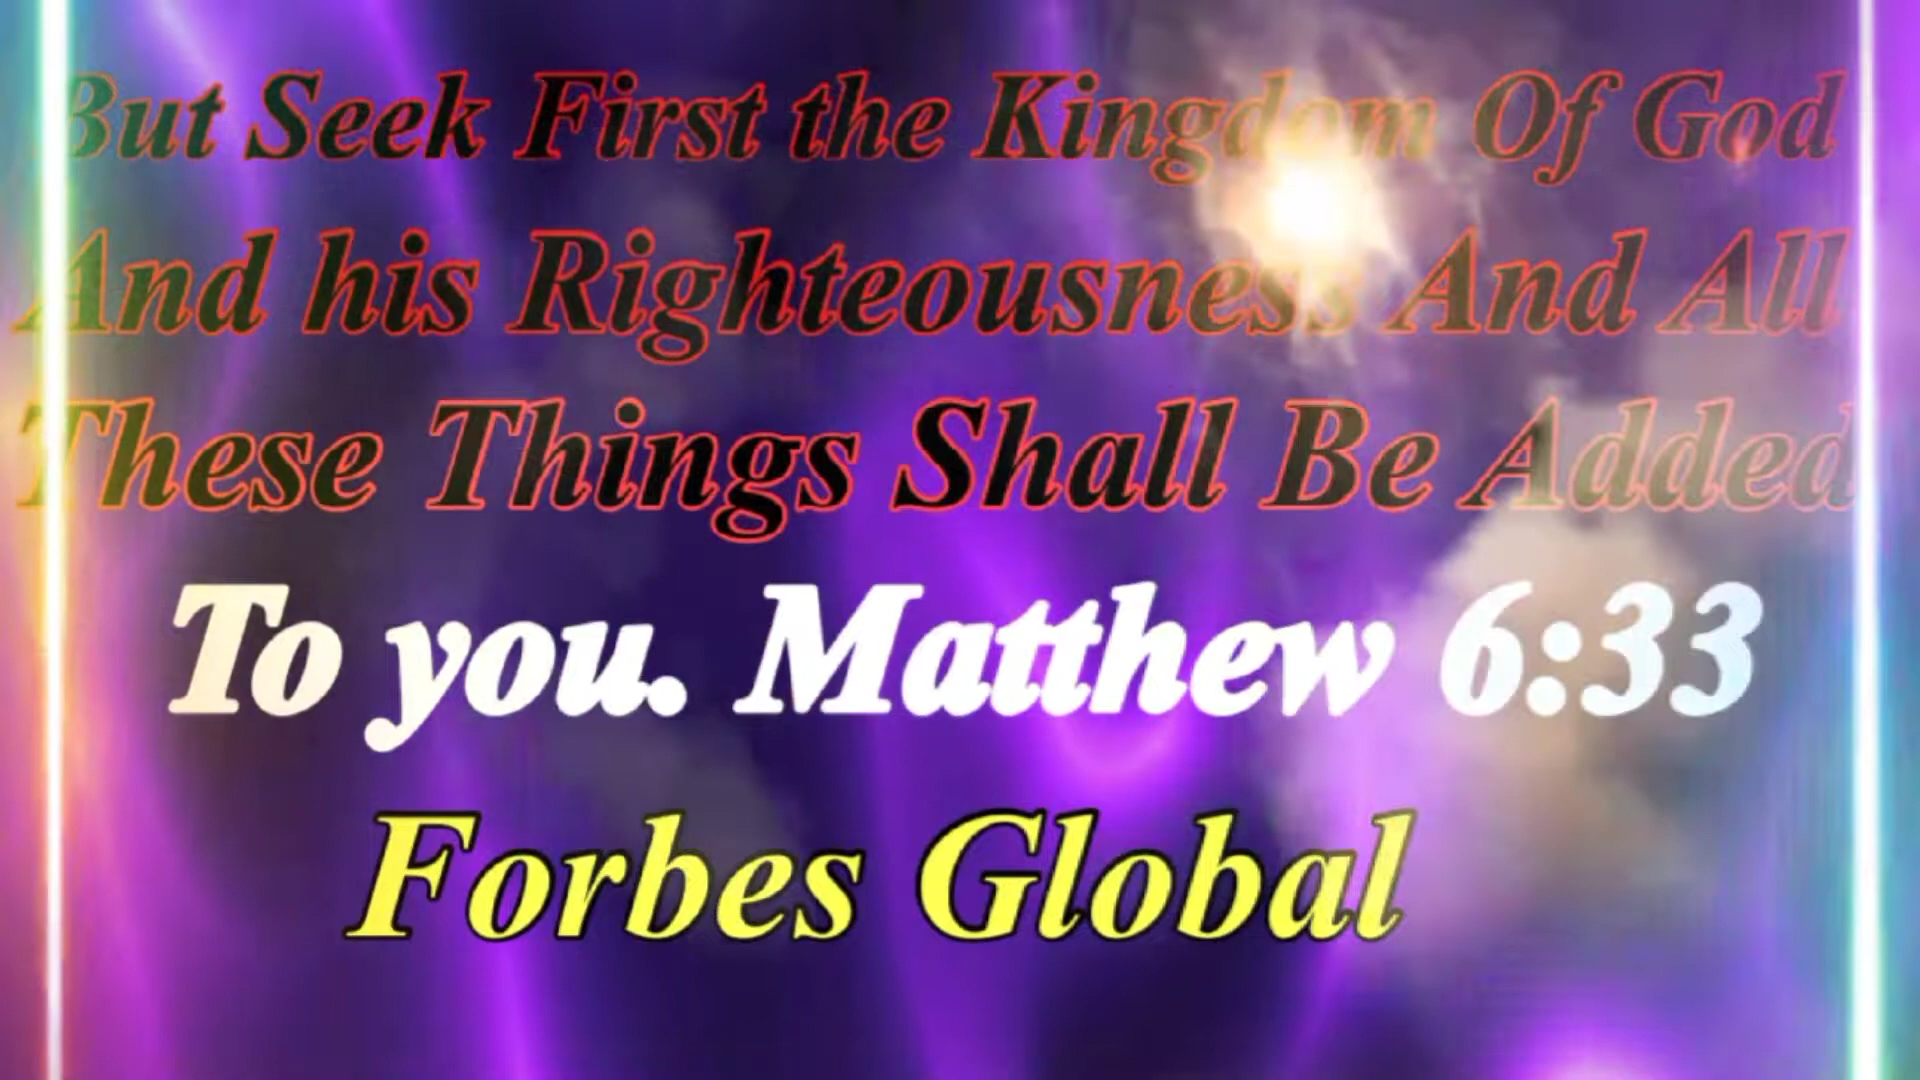 But Seek First the Kingdom Of God
And his Righteousness And All
These Things Shall Be Added
To you. Matthew 6:33
Forbes Global